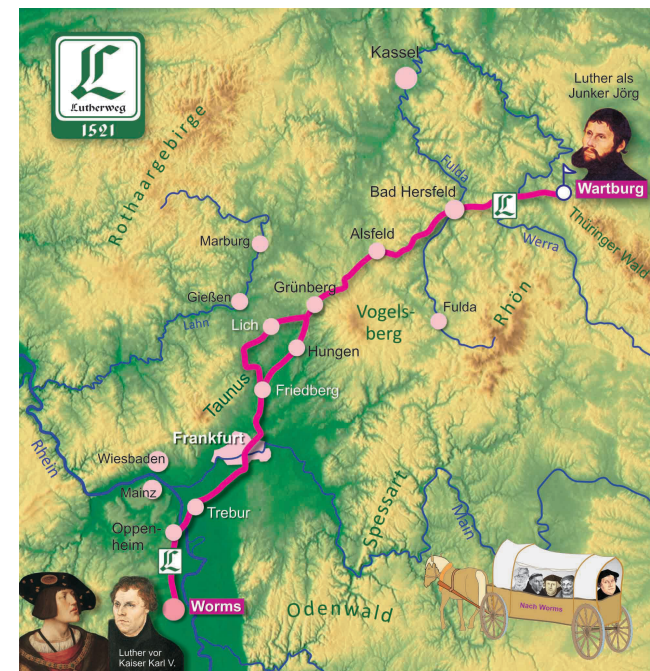 L
Lutherweg
1521
Kassel
Luther als
Junker Jörg
Rothaargebirge
Fulda
Bad Hersfeld
L
Wartburg
Thüringer Wald
Marburg
Alsfeld
Werra
Gießen
Grünberg
Vogels-
berg
Fulda
Rhön
Lahn
Lich
Hungen
Taunus
Friedberg
Frankfurt
Rhein
Wiesbaden
Mainz
Trebur
Spessart
Main
Oppen-
heim
L
Worms
Odenwald
Nach Worms
Luther vor
Kaiser Karl V.